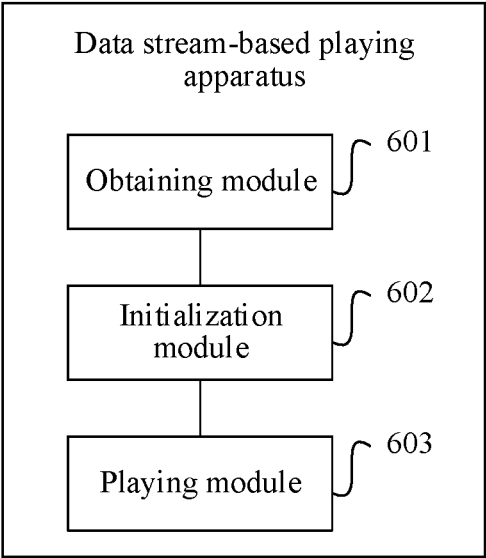 Data stream-based playing
apparatus
601
Obtaining module
602
Initialization
module
603
Playing module